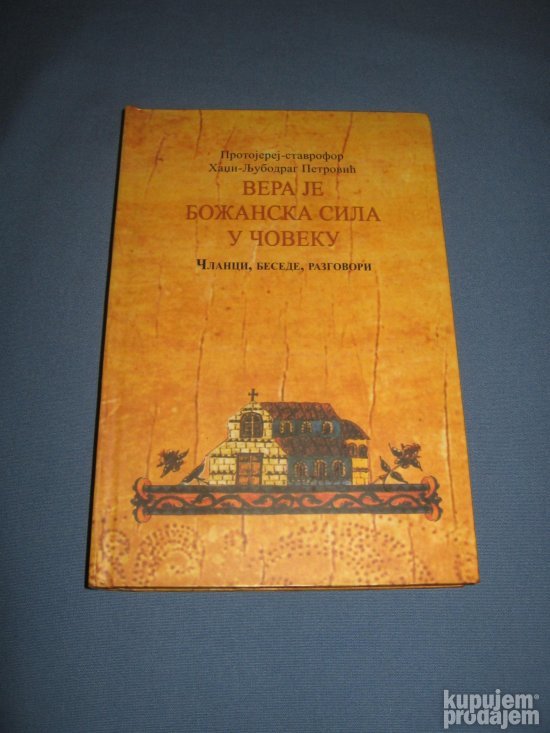 Протојереј-ставрофор
Хаџи-Љубодраг Петровић
ВЕРА ЈЕ
БОЖАНСКА СИЛА
У ЧОВЕКУ
Чланци, беседе, разговори
kupujem
prodajem